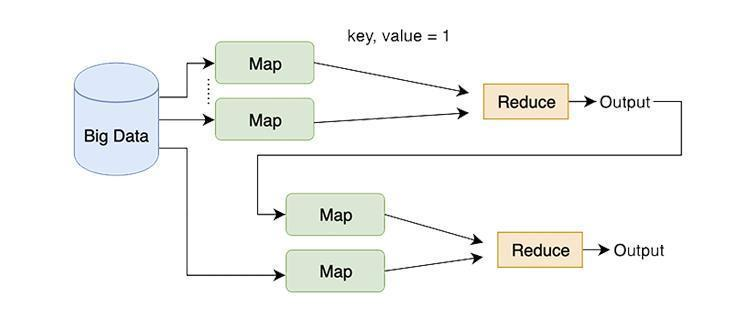 key, value = 1
Map
Map
Reduce
Output
Big Data
Map
Map
Reduce
Output